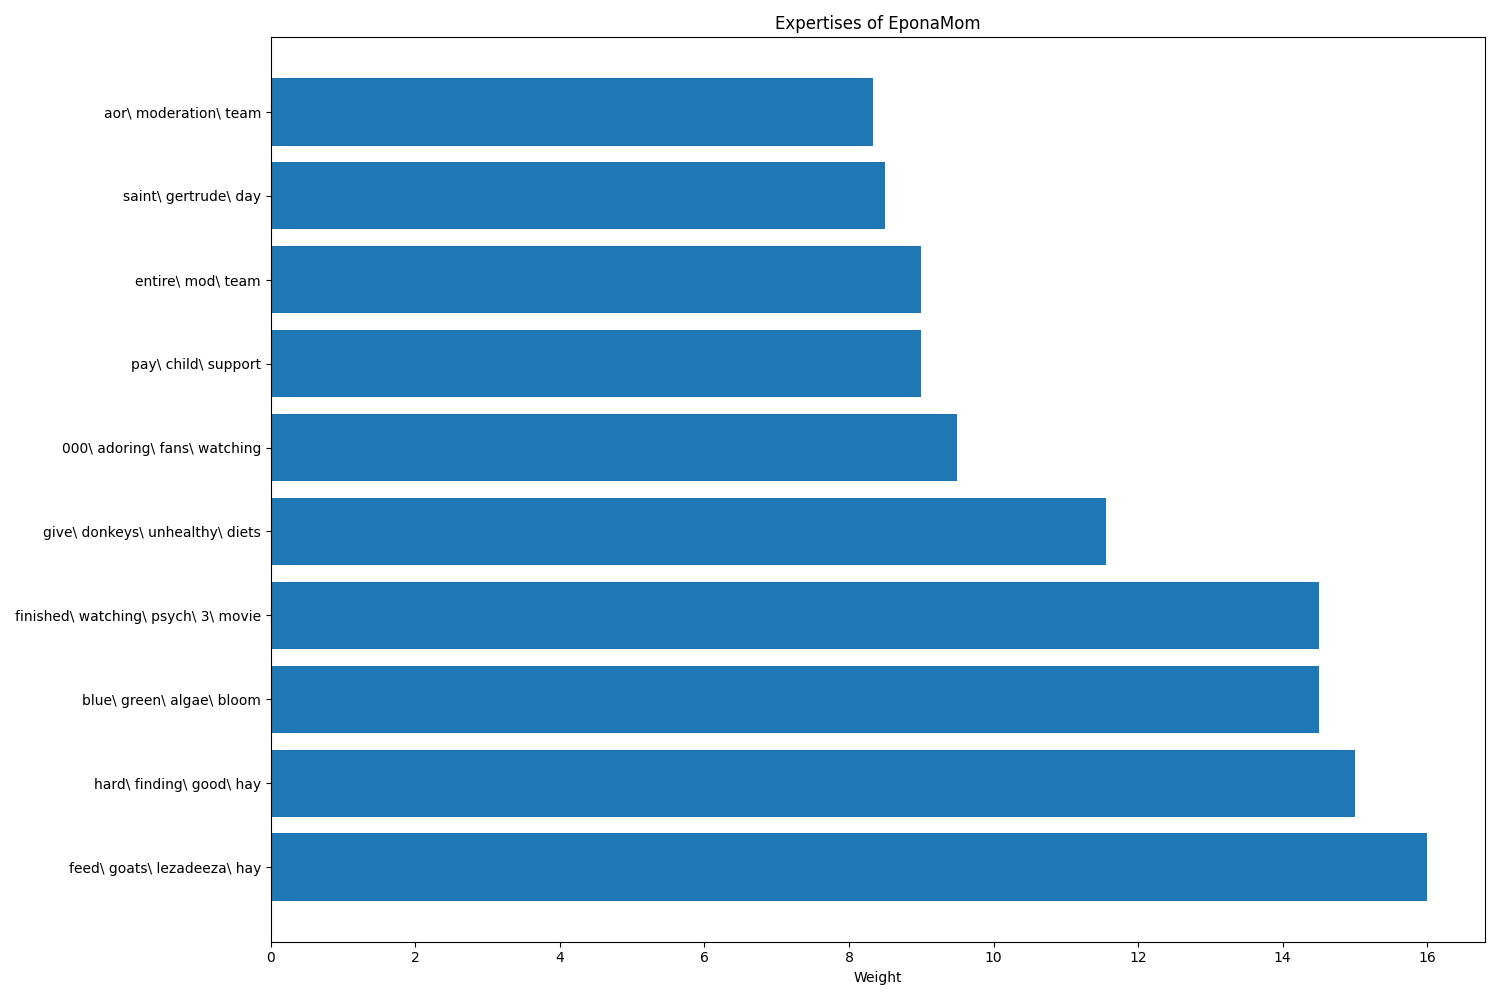 Expertises of EponaMom
aor\ moderation\ team
saint\ gertrude\ day
entire\ mod\ team
pay\ child\ support
000\ adoring\ fans\ watching
give\ donkeys\ unhealthy\ diets
finished\ watching\ psych\ 3\ movie
blue\ green\ algae\ bloom
hard\ finding\ good\ hay
feed\ goats\ lezadeeza\ hay
0 2 4 6 8 10 12 14 16
Weight